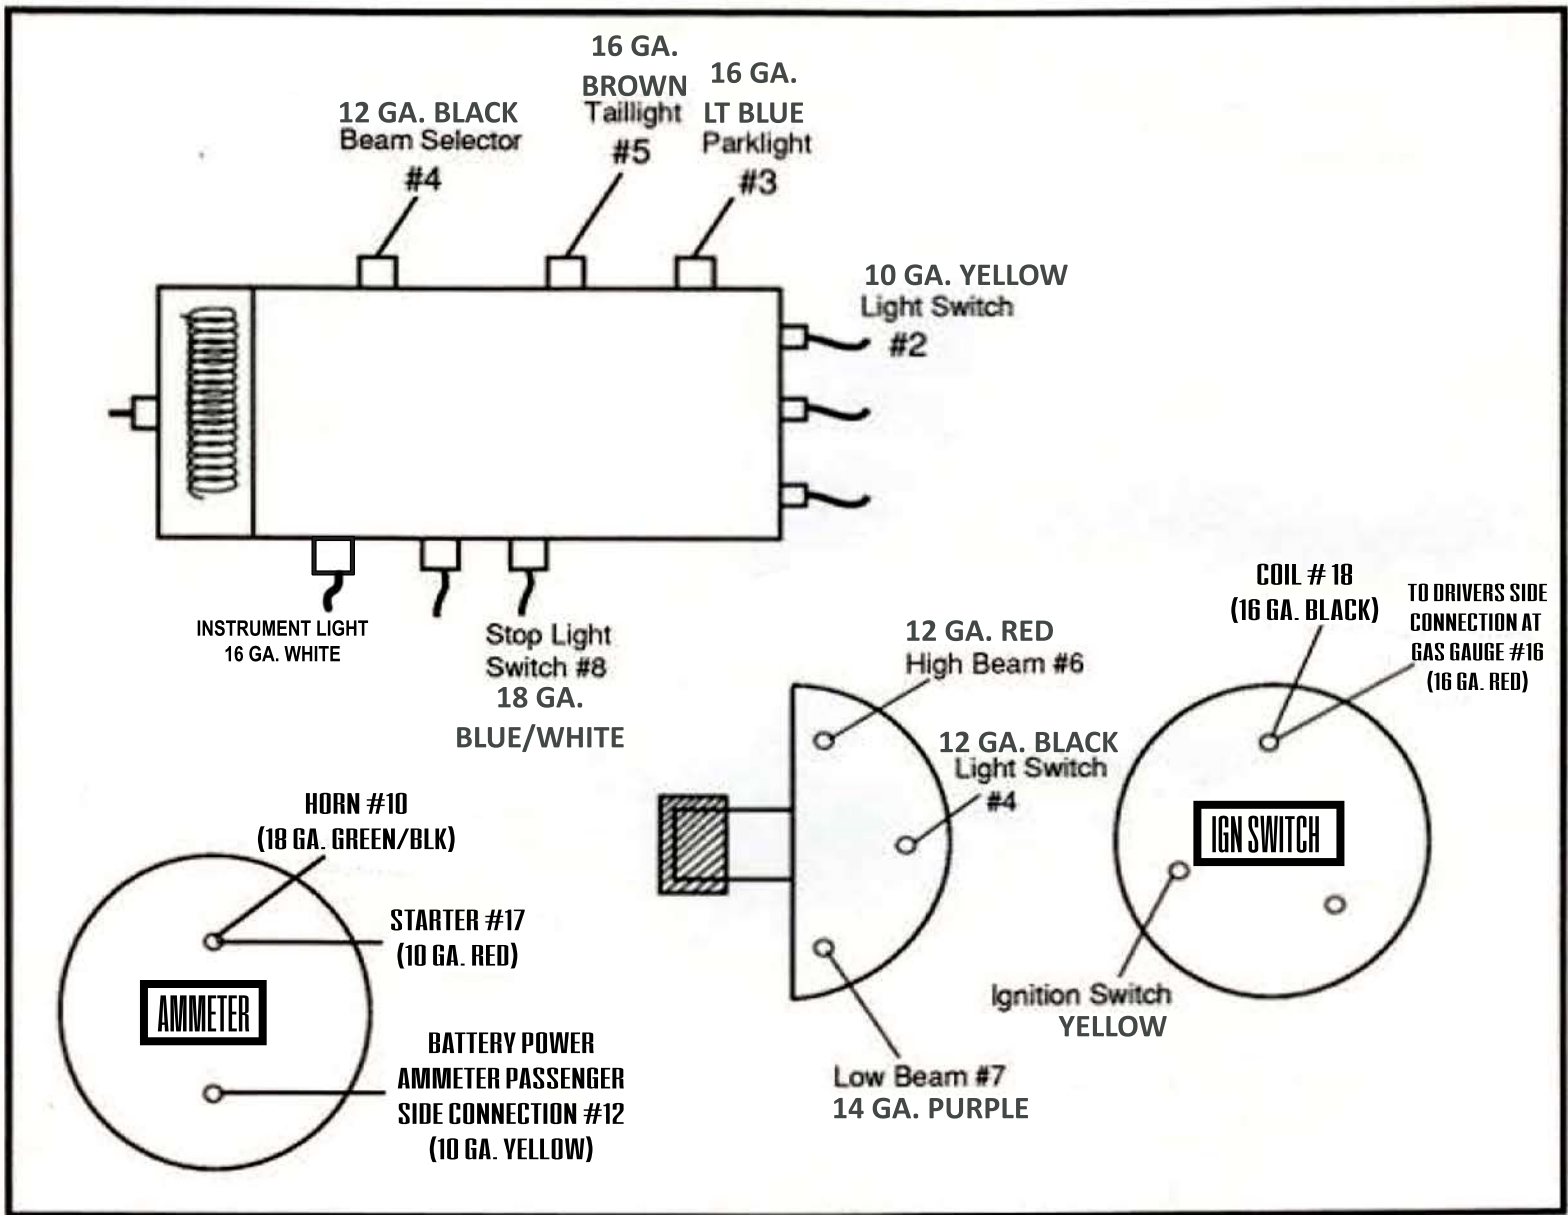 16 GA.
BROWN
Taillight
#5
16 GA.
LT BLUE
Parklight
#3
12 GA. BLACK
Beam Selector
#4
10 GA. YELLOW
Light Switch
#2
INSTRUMENT LIGHT
16 GA. WHITE
Stop Light
Switch #8
18 GA.
BLUE/WHITE
COIL # 18
(16 GA. BLACK)
TO DRIVERS SIDE
CONNECTION AT
GAS GAUGE #16
(16 GA. RED)
12 GA. RED
High Beam #6
12 GA. BLACK
Light Switch
#4
IGN SWITCH
HORN #10
(18 GA. GREEN/BLK)
STARTER #17
(10 GA. RED)
AMMETER
BATTERY POWER
AMMETER PASSENGER
SIDE CONNECTION #12
(10 GA. YELLOW)
Ignition Switch
YELLOW
Low Beam #7
14 GA. PURPLE